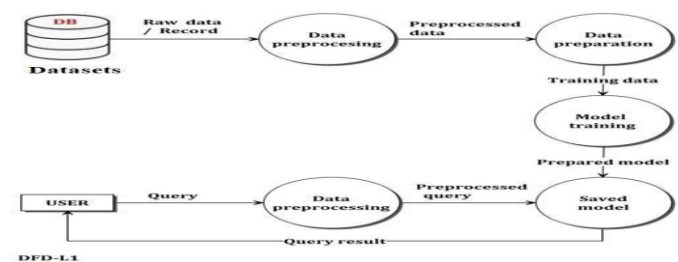 DB
Datasets
Raw data
/ Record
Data
preprocesing
Preprocessed
data
Data
preparation
Training data
Model
training
Prepared model
USER
Query
Data
preprocessing
Preprocessed
query
Saved
model
Query result
DFD-L1